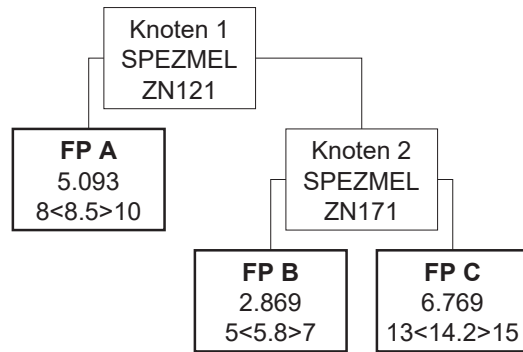 Knoten 1
SPEZMEL
ZN121
FP A
5.093
8<8.5>10
Knoten 2
SPEZMEL
ZN171
FP B
2.869
5<5.8>7
FP C
6.769
13<14.2>15